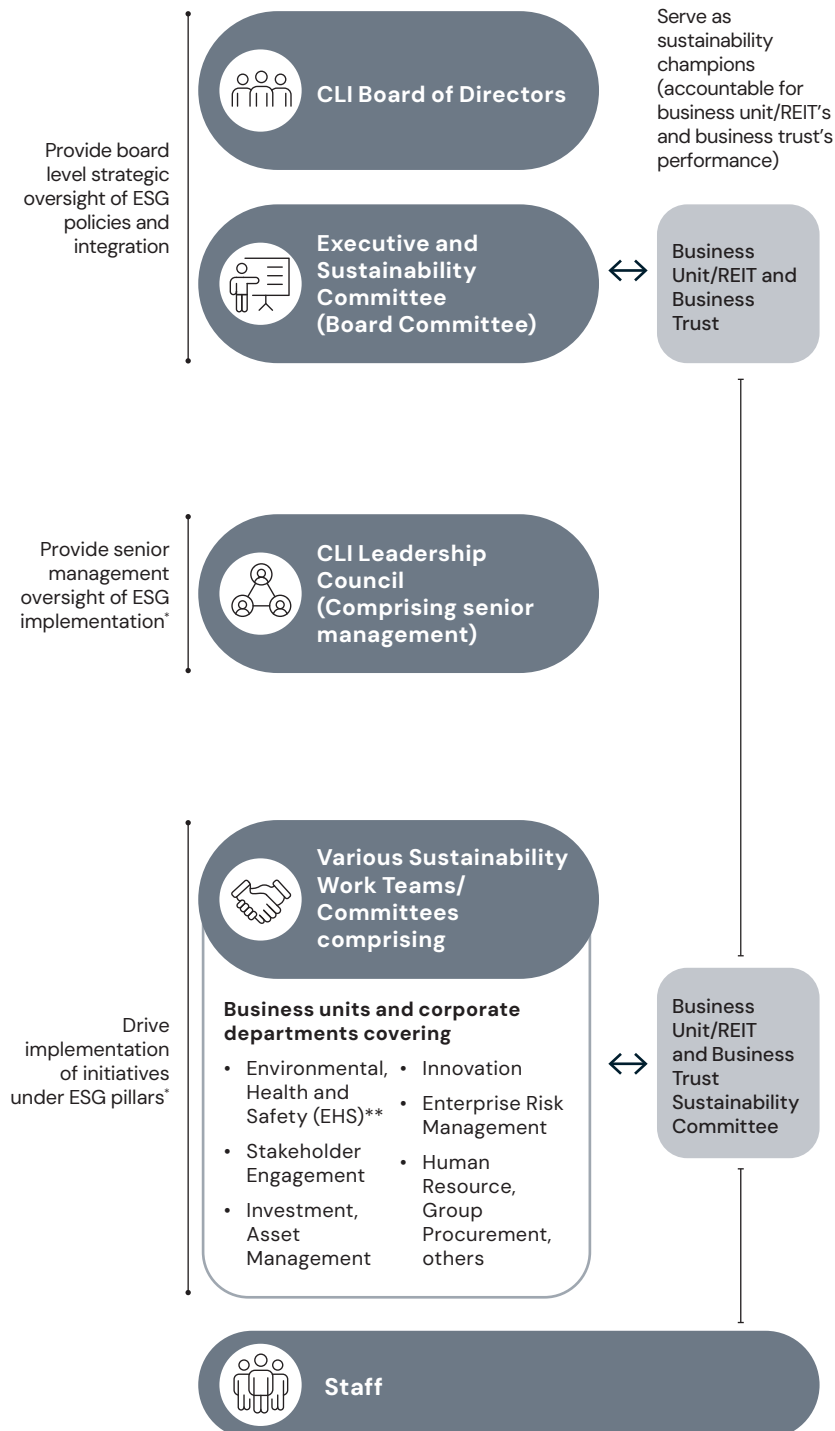 CLI Board of Directors
Serve as
sustainability
champions
(accountable for
business unit/REIT's
and business trust's
performance)
Provide board
level strategic
oversight of ESG
policies and
integration
Executive and
Sustainability
Committee
(Board Committee)
Business
Unit/REIT and
Business
Trust
Provide senior
management
oversight of ESG
implementation*
CLI Leadership
Council
(Comprising senior
management)
Various Sustainability
Work Teams/
Committees
comprising
Drive
implementation
of initiatives
under ESG pillars*
Business units and corporate
departments covering
• Environmental,
Health and
Safety (EHS)**
• Stakeholder
Engagement
• Investment,
Asset
Management
• Innovation
• Enterprise Risk
Management
• Human
Resource,
Group
Procurement,
others
Business
Unit/REIT
and Business
Trust
Sustainability
Committee
Staff